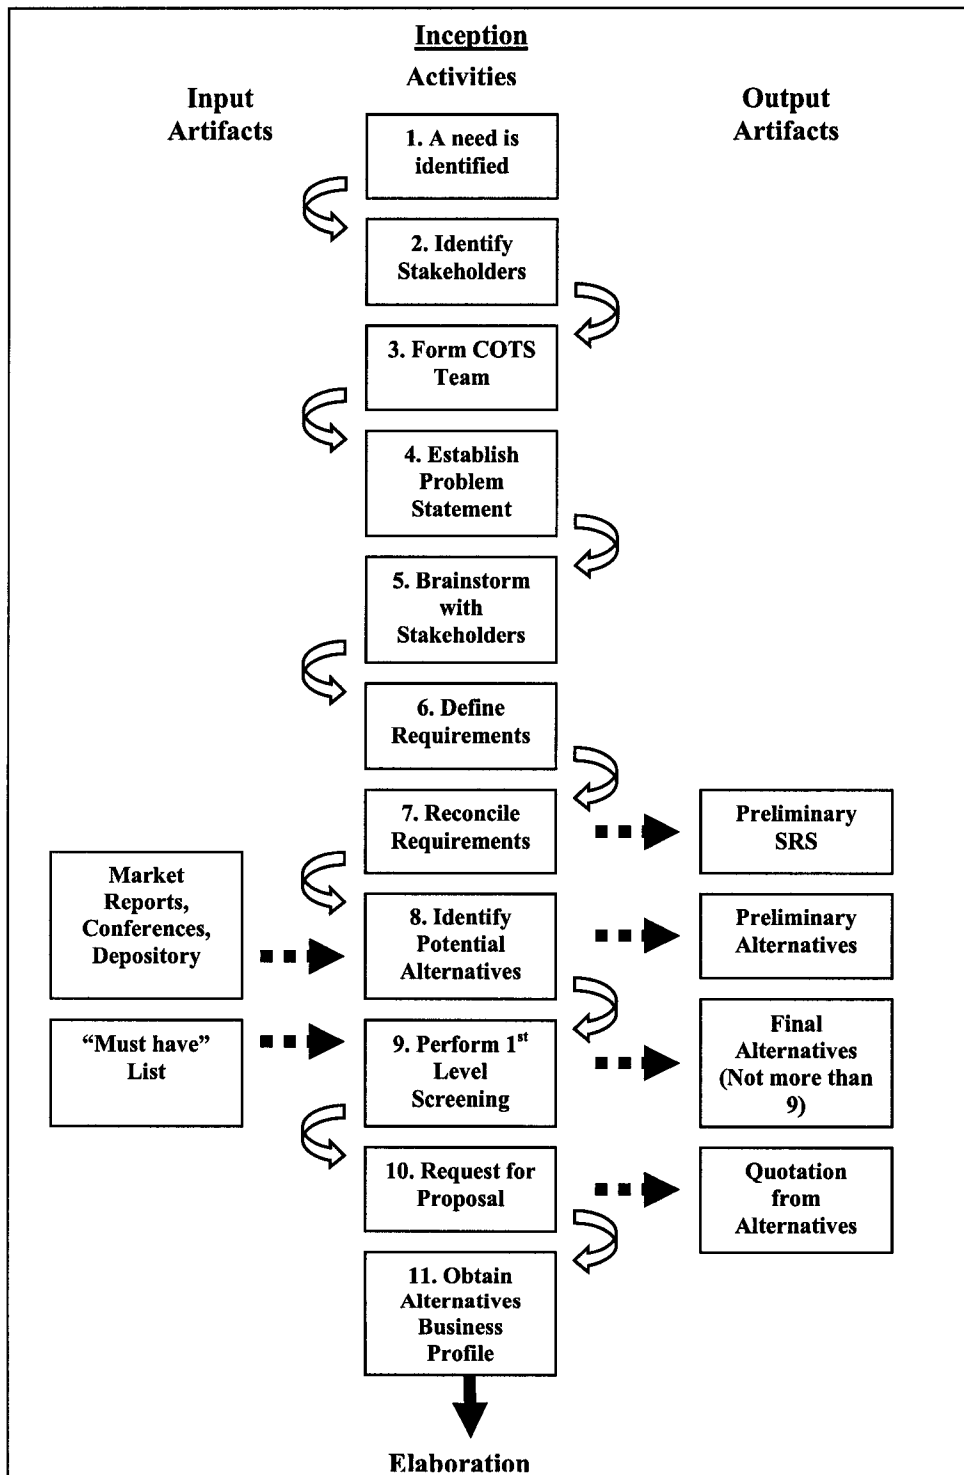 Inception
Activities
Input
Artifacts
Output
Artifacts
1. A need is
identified
2. Identify
Stakeholders
3. Form COTS
Team
4. Establish
Problem
Statement
5. Brainstorm
with
Stakeholders
6. Define
Requirements
7. Reconcile
Requirements
Preliminary
SRS
Market
Reports,
Conferences,
Depository
8. Identify
Potential
Alternatives
Preliminary
Alternatives
“Must have”
List
9. Perform 1st
Level
Screening
Final
Alternatives
(Not more than
9)
10. Request for
Proposal
Quotation
from
Alternatives
11. Obtain
Alternatives
Business
Profile
Elaboration